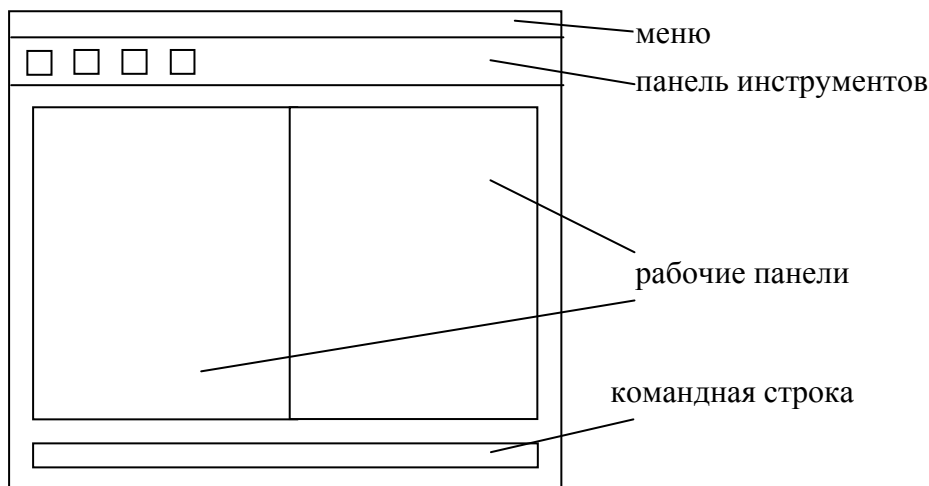 меню
панель инструментов
рабочие панели
командная строка